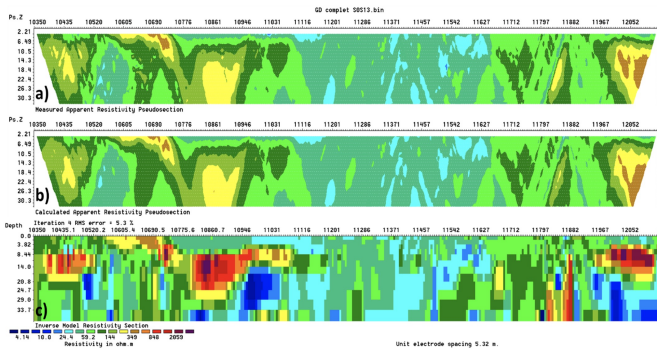 GD complet S0S13.bin
Ps.Z 10350 10435 10520 10605 10690 10776 10861 10946 11031 11116 11201 11286 11372 11457 11542 11627 11712 11797 11882 11967 12052
2.21
6.49
10.5
14.3
18.4
22.4
26.3
30.3
a)
Measured Apparent Resistivity Pseudosection
Ps.Z 10350 10435 10520 10605 10690 10776 10861 10946 11031 11116 11201 11286 11372 11457 11542 11627 11712 11797 11882 11967 12052
2.21
6.49
10.5
14.3
18.4
22.4
26.3
30.3
b)
Calculated Apparent Resistivity Pseudosection
Depth Iteration 4 RMS error = 5.3 %
10350 10435.1 10520.2 10605.4 10690.5 10775.6 10860.7 10946 11031 11116 11201 11286 11372 11457 11542 11627 11712 11797 11882 11967 12052
0.0
3.82
8.44
14.0
20.8
24.7
29.0
33.7
c)
Inverse Model Resistivity Section
4.14 10.0 24.4 59.2 144 349 848 2059
Resistivity in ohm.m
Unit electrode spacing 5.32 m.